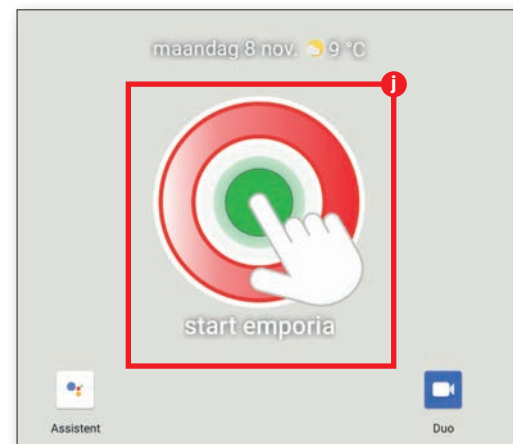 maandag 8 nov. 9 °C
j
start emporia
Assistent
Duo